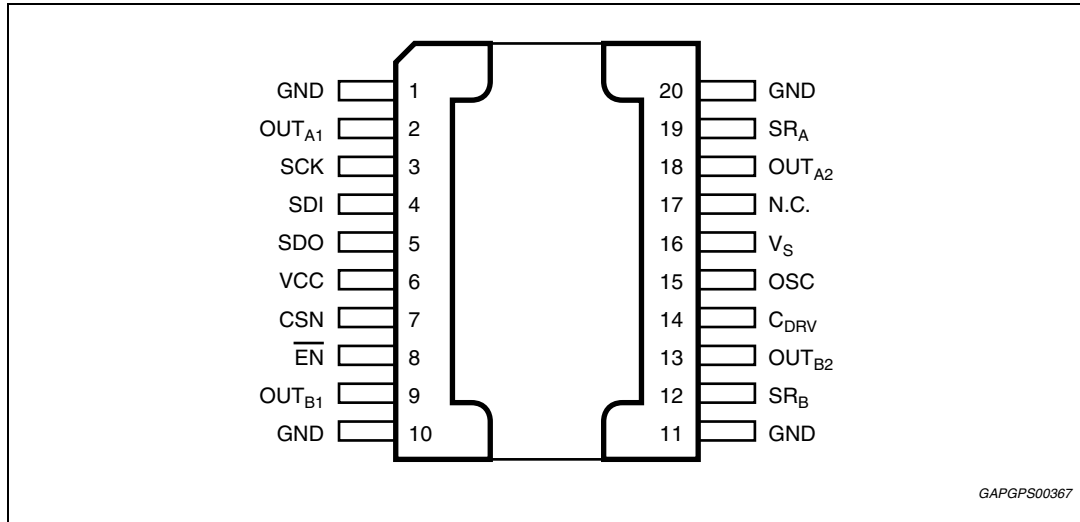 GND 1 20 GND
OUTA1 2 19 SRA
SCK 3 18 OUTA2
SDI 4 17 N.C.
SDO 5 16 VS
VCC 6 15 OSC
CSN 7 14 CDRV
EN 8 13 OUTB2
OUTB1 9 12 SRB
GND 10 11 GND
GAPGPS00367